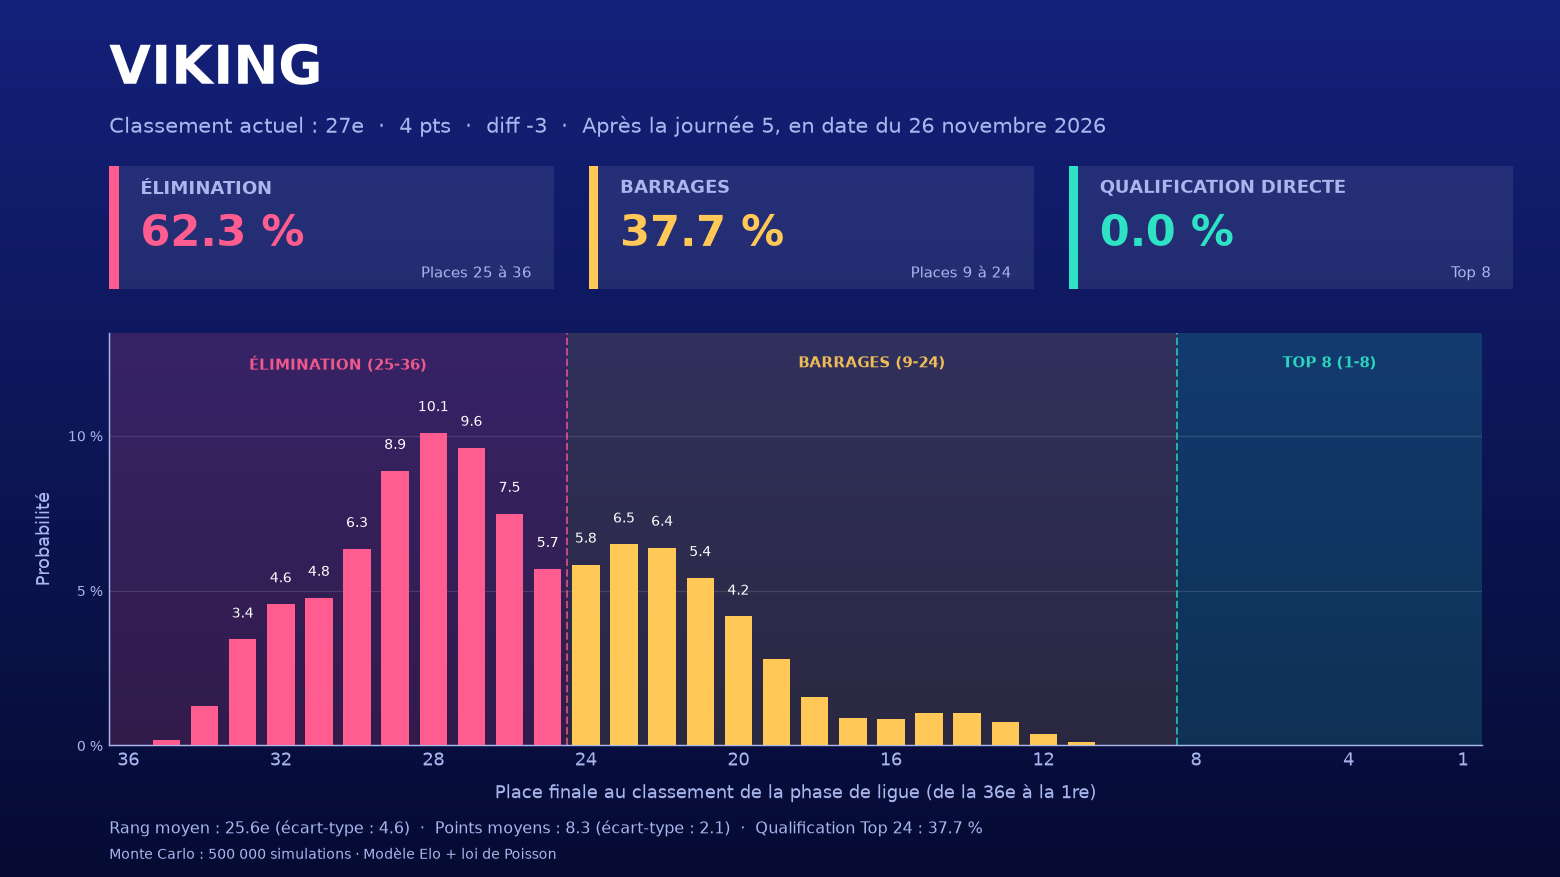 VIKING
Classement actuel : 27e · 4 pts · diff -3 · Après la journée 5, en date du 26 novembre 2026
ÉLIMINATION
62.3 %
Places 25 à 36
BARRAGES
37.7 %
Places 9 à 24
QUALIFICATION DIRECTE
0.0 %
Top 8
ÉLIMINATION (25-36)
BARRAGES (9-24)
TOP 8 (1-8)
Probabilité
10 %
5 %
0 %
3.4
4.6
4.8
6.3
8.9
10.1
9.6
7.5
5.7
5.8
6.5
6.4
5.4
4.2
36 32 28 24 20 16 12 8 4 1
Place finale au classement de la phase de ligue (de la 36e à la 1re)
Rang moyen : 25.6e (écart-type : 4.6) · Points moyens : 8.3 (écart-type : 2.1) · Qualification Top 24 : 37.7 %
Monte Carlo : 500 000 simulations · Modèle Elo + loi de Poisson